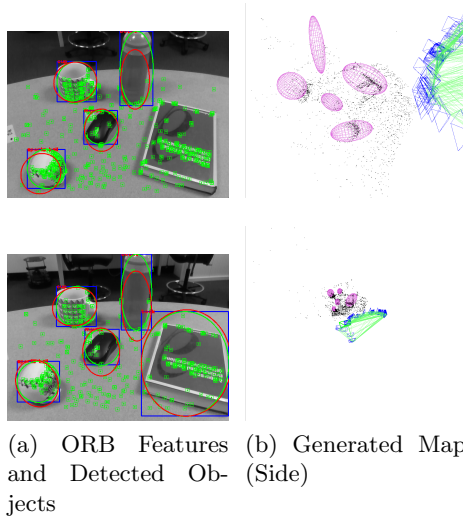 (a) ORB Features
and Detected Ob-
jects
(b) Generated Map
(Side)